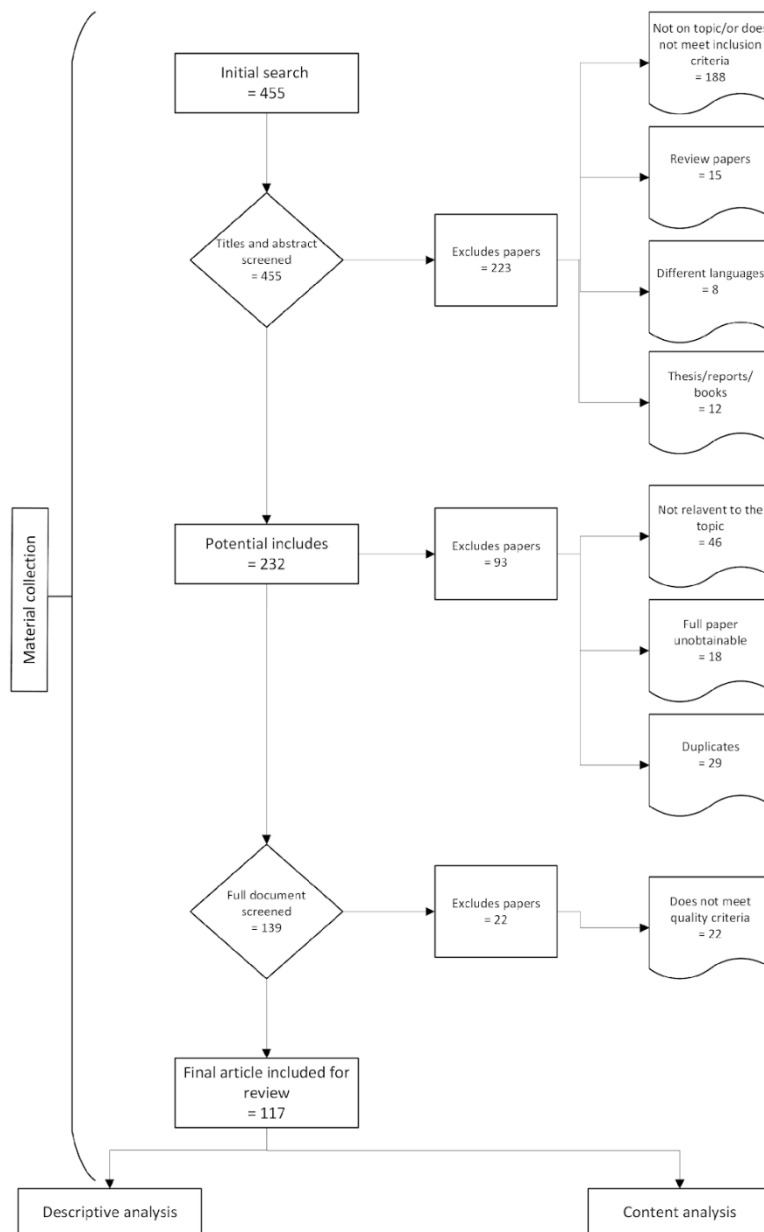 Initial search
= 455
Not on topic/or does
not meet inclusion
criteria
= 188
Review papers
= 15
Titles and abstract
screened
= 455
Excludes papers
= 223
Different languages
= 8
Thesis/reports/
books
= 12
Material collection
Potential includes
= 232
Excludes papers
= 93
Not relavent to the
topic
= 46
Full paper
unobtainable
= 18
Duplicates
= 29
Full document
screened
= 139
Excludes papers
= 22
Does not meet
quality criteria
= 22
Final article included for
review
= 117
Descriptive analysis
Content analysis